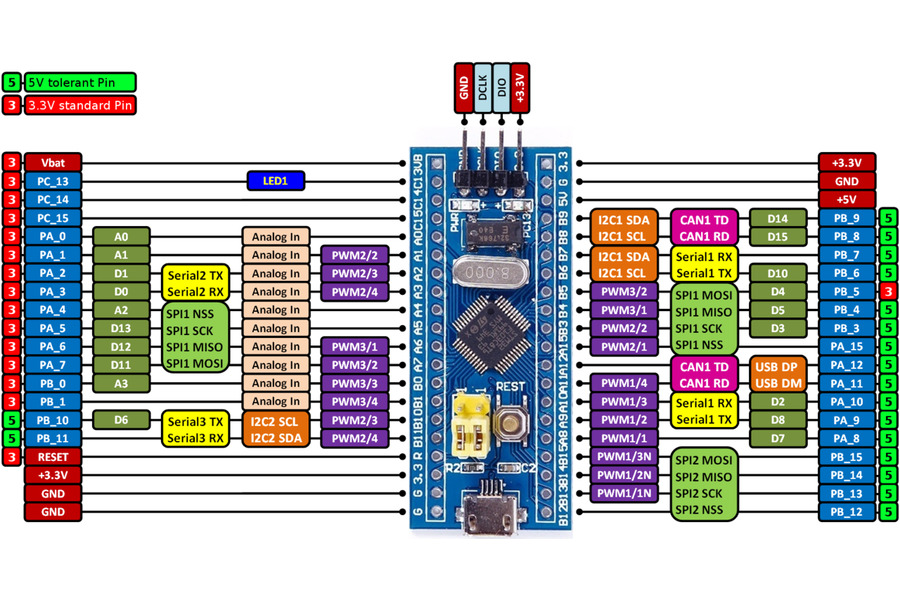 5 5V tolerant Pin
3 3.3V standard Pin
GND DCLK DIO +3.3V
3 Vbat
3 PC_13 LED1
3 PC_14
3 PC_15
3 PA_0 A0 Analog In
3 PA_1 A1 Analog In PWM2/2
3 PA_2 D1 Serial2 TX Analog In PWM2/3
3 PA_3 D0 Serial2 RX Analog In PWM2/4
3 PA_4 A2 SPI1 NSS Analog In
3 PA_5 D13 SPI1 SCK Analog In
3 PA_6 D12 SPI1 MISO Analog In PWM3/1
3 PA_7 D11 SPI1 MOSI Analog In PWM3/2
3 PB_0 A3 Analog In PWM3/3
3 PB_1 Analog In PWM3/4
5 PB_10 D6 Serial3 TX I2C2 SCL PWM2/3
5 PB_11 Serial3 RX I2C2 SDA PWM2/4
3 RESET
+3.3V
GND
GND
VB
C13
C14
C15
A0
A1
A2
A3
A4
A5
A6
A7
B0
B1
B10
B11
R
3.3
G
G
PWR
PC13
8.000
REST
R2
C2
3.3
G
5V
B9
B8
B7
B6
B5
B4
B3
A15
A12
A11
A10
A9
A8
B15
B14
B13
B12
+3.3V
GND
+5V
I2C1 SDA CAN1 TD D14 PB_9 5
I2C1 SCL CAN1 RD D15 PB_8 5
I2C1 SDA Serial1 RX PB_7 5
I2C1 SCL Serial1 TX D10 PB_6 5
PWM3/2 SPI1 MOSI D4 PB_5 3
PWM3/1 SPI1 MISO D5 PB_4 5
PWM2/2 SPI1 SCK D3 PB_3 5
PWM2/1 SPI1 NSS PA_15 5
CAN1 TD USB DP PA_12 5
PWM1/4 CAN1 RD USB DM PA_11 5
PWM1/3 Serial1 RX D2 PA_10 5
PWM1/2 Serial1 TX D8 PA_9 5
PWM1/1 D7 PA_8 5
PWM1/3N SPI2 MOSI PB_15 5
PWM1/2N SPI2 MISO PB_14 5
PWM1/1N SPI2 SCK PB_13 5
SPI2 NSS PB_12 5